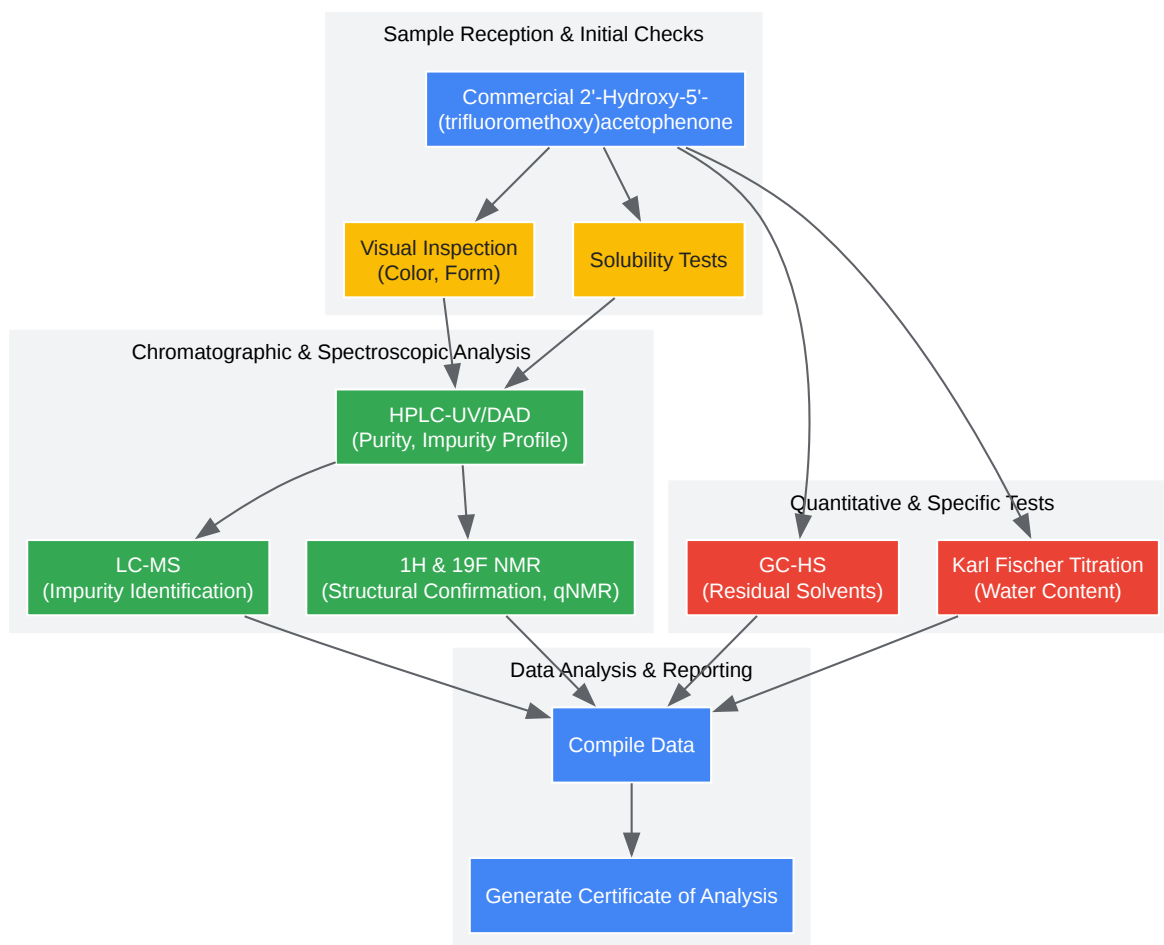 Sample Reception & Initial Checks
Commercial 2'-Hydroxy-5'-
(trifluoromethoxy)acetophenone
Visual Inspection
(Color, Form)
Solubility Tests
Chromatographic & Spectroscopic Analysis
HPLC-UV/DAD
(Purity, Impurity Profile)
Quantitative & Specific Tests
LC-MS
(Impurity Identification)
1H & 19F NMR
(Structural Confirmation, qNMR)
GC-HS
(Residual Solvents)
Karl Fischer Titration
(Water Content)
Data Analysis & Reporting
Compile Data
Generate Certificate of Analysis